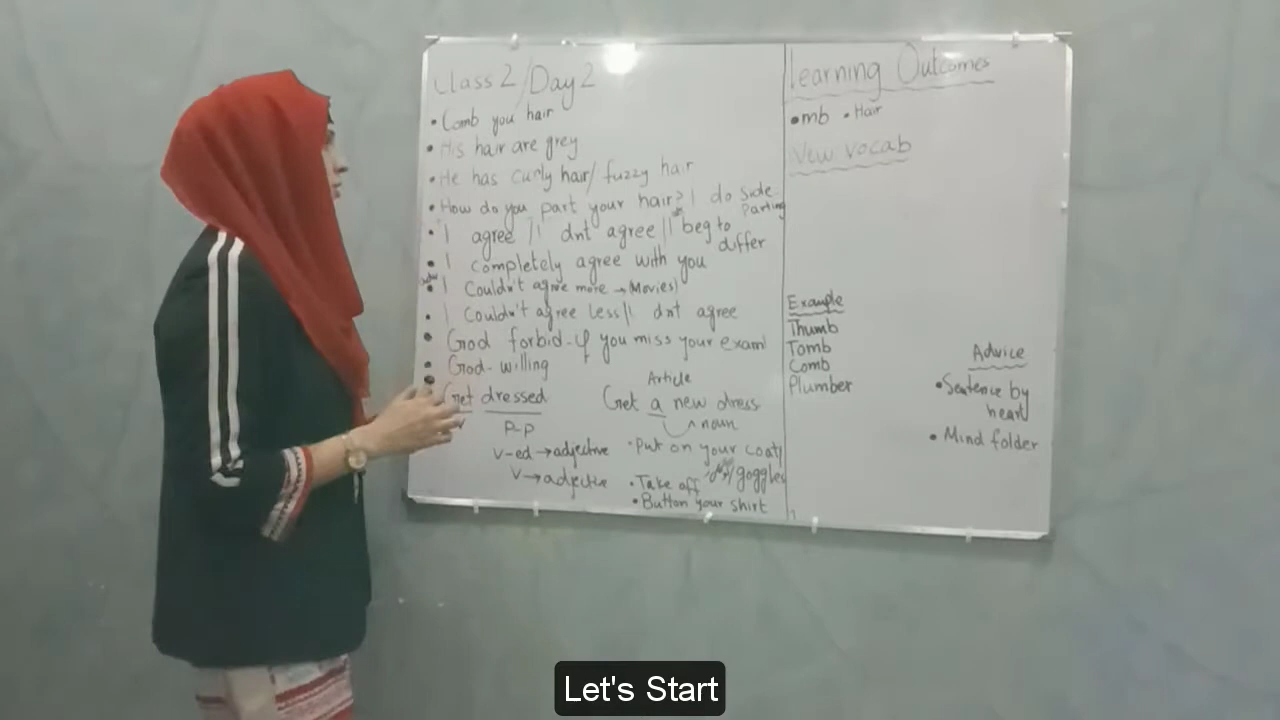 Class 2/Day 2
• Comb you hair
• His hair are grey
• He has curly hair/ fuzzy hair
• How do you part your hair? I do side-
parting
• I agree // I dnt agree // I beg to
differ
• I completely agree with you
• I Couldn't agree more → Movies)
• I Couldn't agree less // I dnt agree
• God forbid - if you miss your exam
• God-willing
• Get dressed
v p-p
v-ed → adjective
v → adjective
Article
Get a new dress
noun
• Put on your coat/
goggles
• Take off
• Button your shirt
Learning Outcomes
• mb • Hair
New vocab
Example
Thumb
Tomb
Comb
Plumber
Advice
• Sentence by
heart
• Mind folder
Let's Start